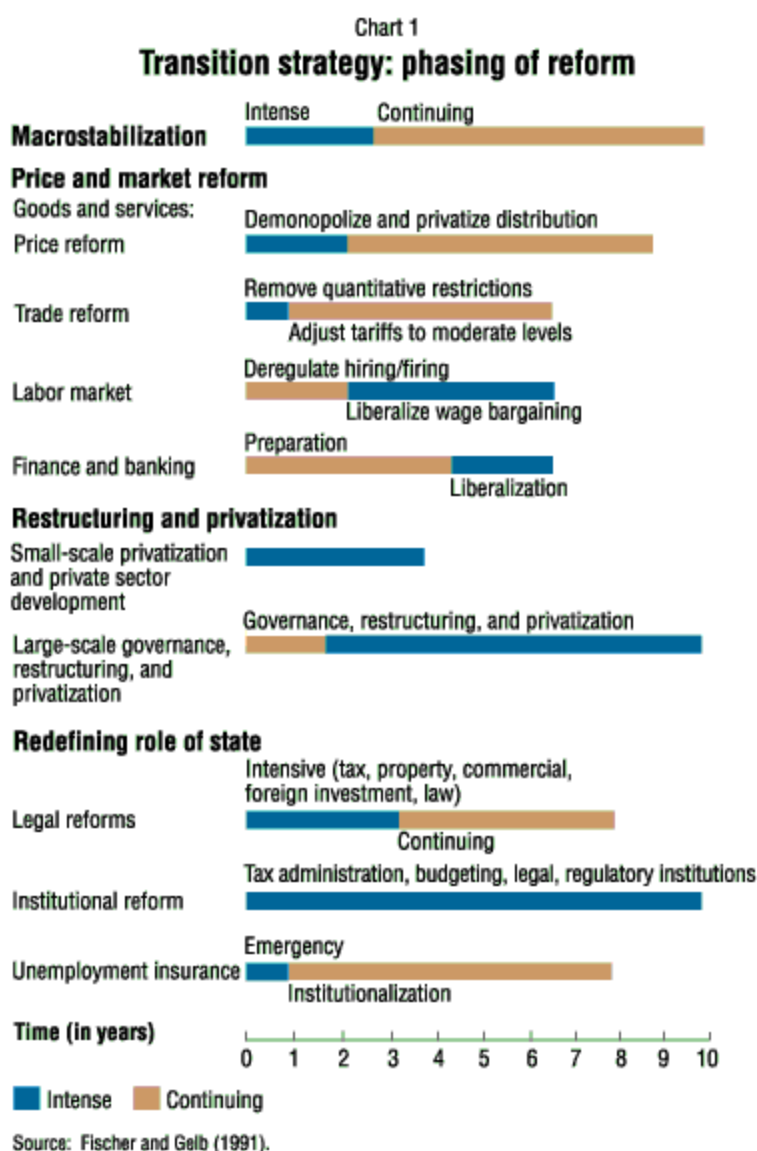 Chart 1
Transition strategy: phasing of reform
Intense Continuing
Macrostabilization
Price and market reform
Goods and services:
Demonopolize and privatize distribution
Price reform
Remove quantitative restrictions
Trade reform
Adjust tariffs to moderate levels
Deregulate hiring/firing
Labor market
Liberalize wage bargaining
Preparation
Finance and banking
Liberalization
Restructuring and privatization
Small-scale privatization
and private sector
development
Governance, restructuring, and privatization
Large-scale governance,
restructuring, and
privatization
Redefining role of state
Intensive (tax, property, commercial,
foreign investment, law)
Legal reforms
Continuing
Tax administration, budgeting, legal, regulatory institutions
Institutional reform
Emergency
Unemployment insurance
Institutionalization
Time (in years)
0 1 2 3 4 5 6 7 8 9 10
Intense Continuing
Source: Fischer and Gelb (1991).